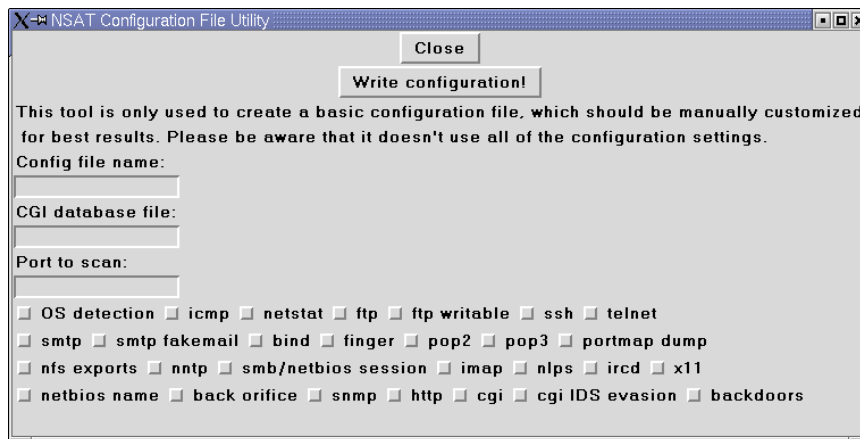 NSAT Configuration File Utility
Close
Write configuration!
This tool is only used to create a basic configuration file, which should be manually customized
for best results. Please be aware that it doesn't use all of the configuration settings.
Config file name:
CGI database file:
Port to scan:
OS detection icmp netstat ftp ftp writable ssh telnet
smtp smtp fakemail bind finger pop2 pop3 portmap dump
nfs exports nntp smb/netbios session imap nlps ircd x11
netbios name back orifice snmp http cgi cgi IDS evasion backdoors